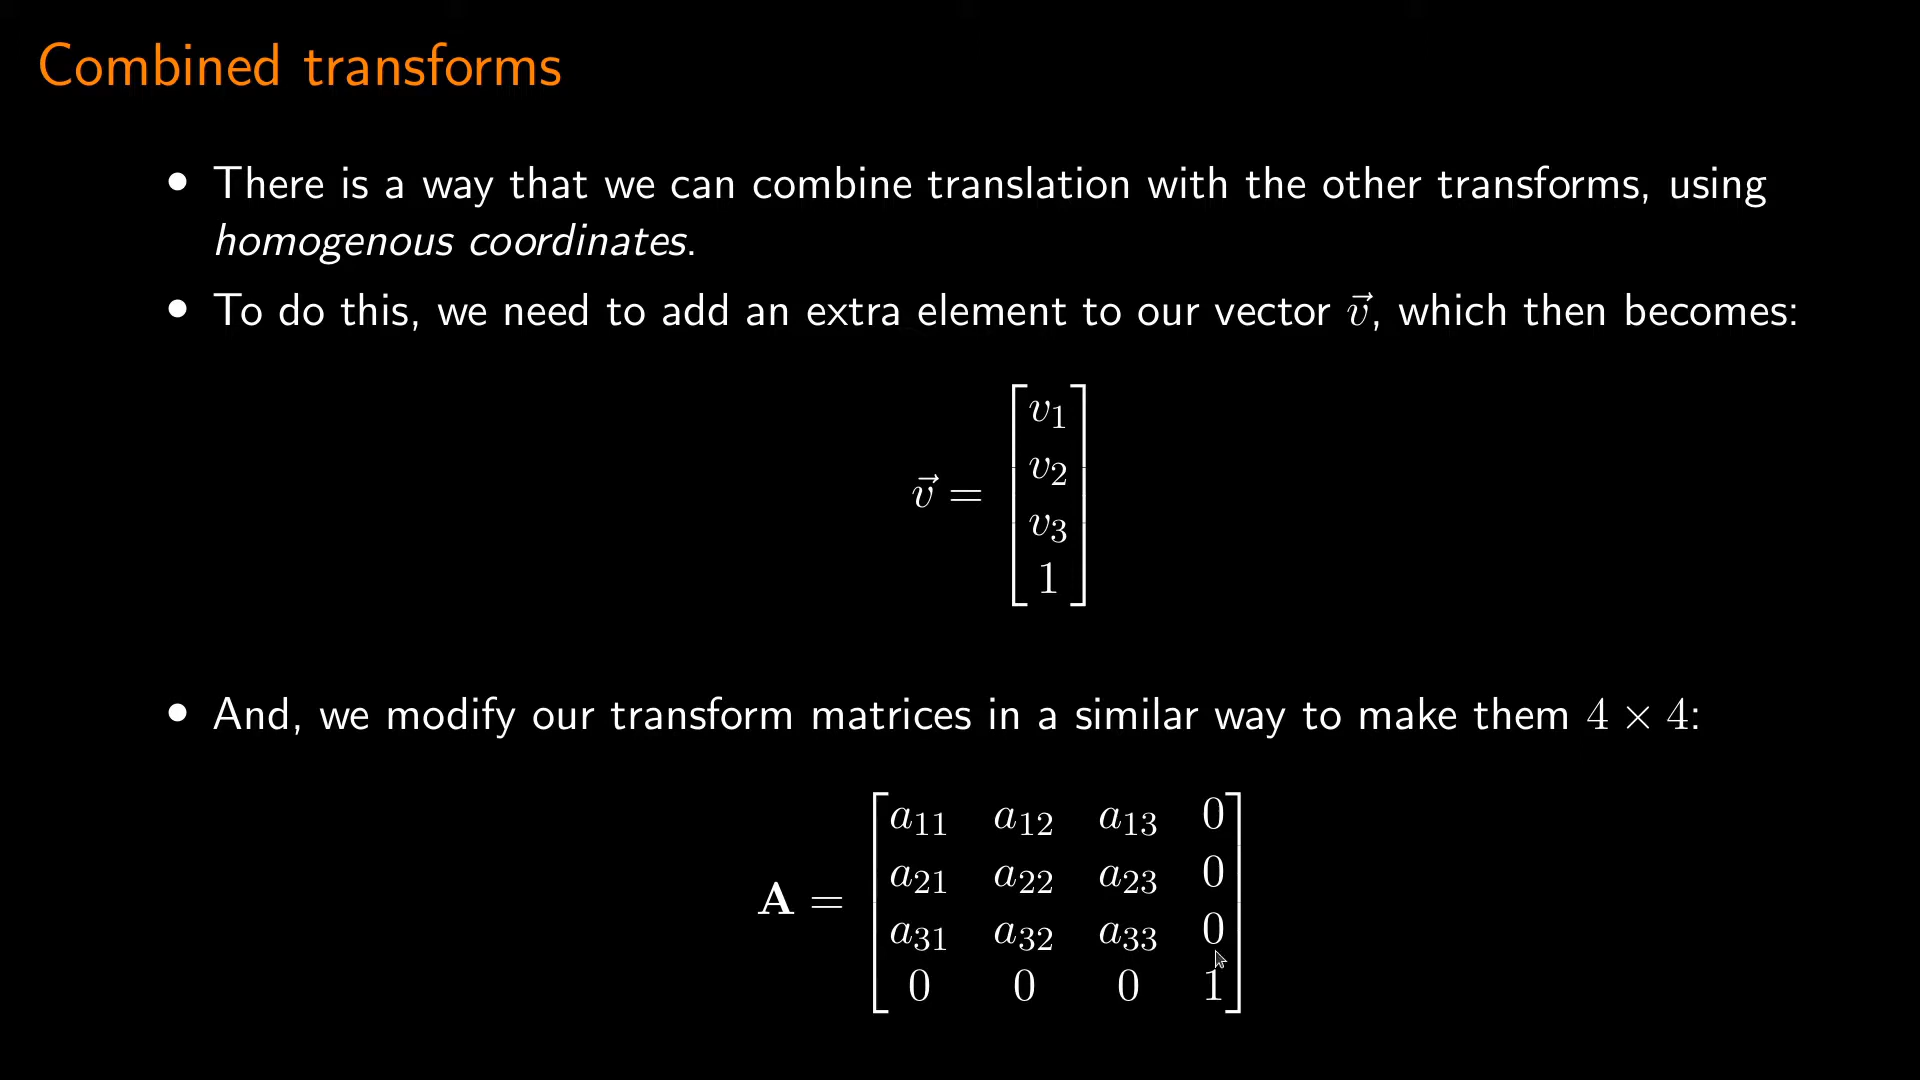 Combined transforms
• There is a way that we can combine translation with the other transforms, using
homogenous coordinates.
• To do this, we need to add an extra element to our vector v⃗, which then becomes:
v⃗ = [v₁
v₂
v₃
1]
• And, we modify our transform matrices in a similar way to make them 4 × 4:
A = [a₁₁ a₁₂ a₁₃ 0
a₂₁ a₂₂ a₂₃ 0
a₃₁ a₃₂ a₃₃ 0
0 0 0 1]